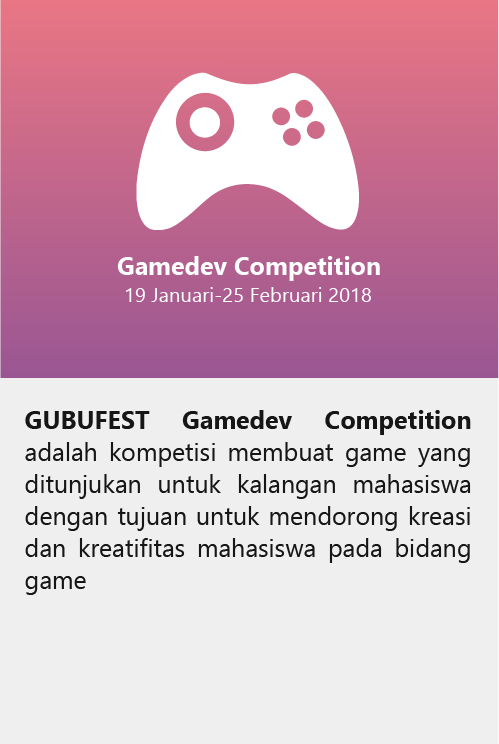 Gamedev Competition
19 Januari-25 Februari 2018
GUBUFEST Gamedev Competition
adalah kompetisi membuat game yang
ditunjukan untuk kalangan mahasiswa
dengan tujuan untuk mendorong kreasi
dan kreatifitas mahasiswa pada bidang
game